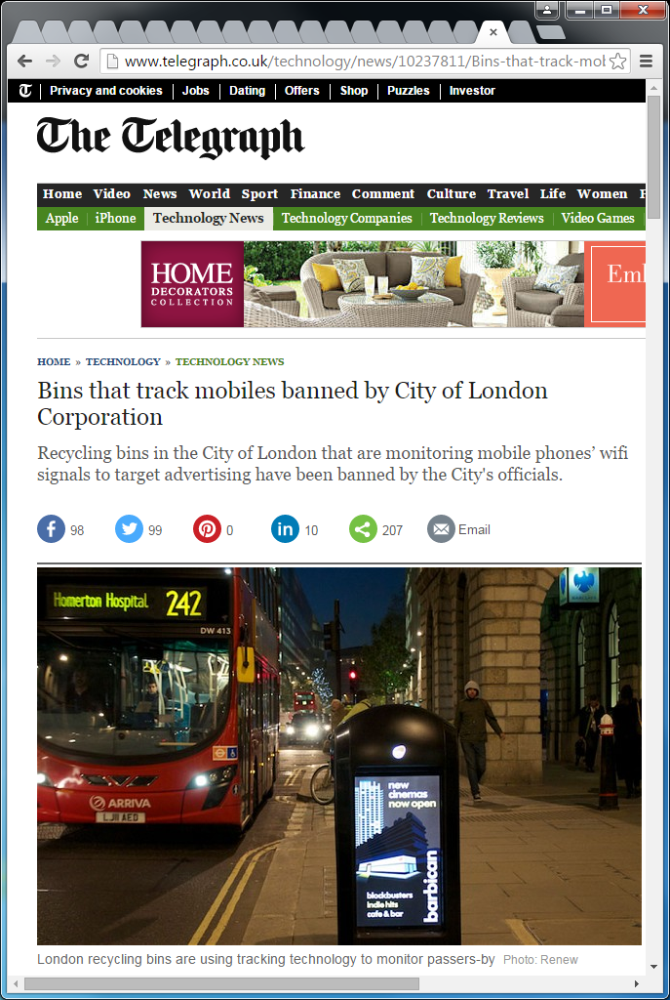 www.telegraph.co.uk/technology/news/10237811/Bins-that-track-mol
Privacy and cookies Jobs Dating Offers Shop Puzzles Investor
The Telegraph
Home Video News World Sport Finance Comment Culture Travel Life Women
Apple iPhone Technology News Technology Companies Technology Reviews Video Games
HOME
DECORATORS
COLLECTION
HOME » TECHNOLOGY » TECHNOLOGY NEWS
Bins that track mobiles banned by City of London
Corporation
Recycling bins in the City of London that are monitoring mobile phones’ wifi
signals to target advertising have been banned by the City's officials.
98 99 0 10 207 Email
Homerton Hospital 242
DW 413
ARRIVA
LJ11 AEO
new
cinemas
now open
blockbusters
indie hits
cafe & bar
barbican
London recycling bins are using tracking technology to monitor passers-by Photo: Renew